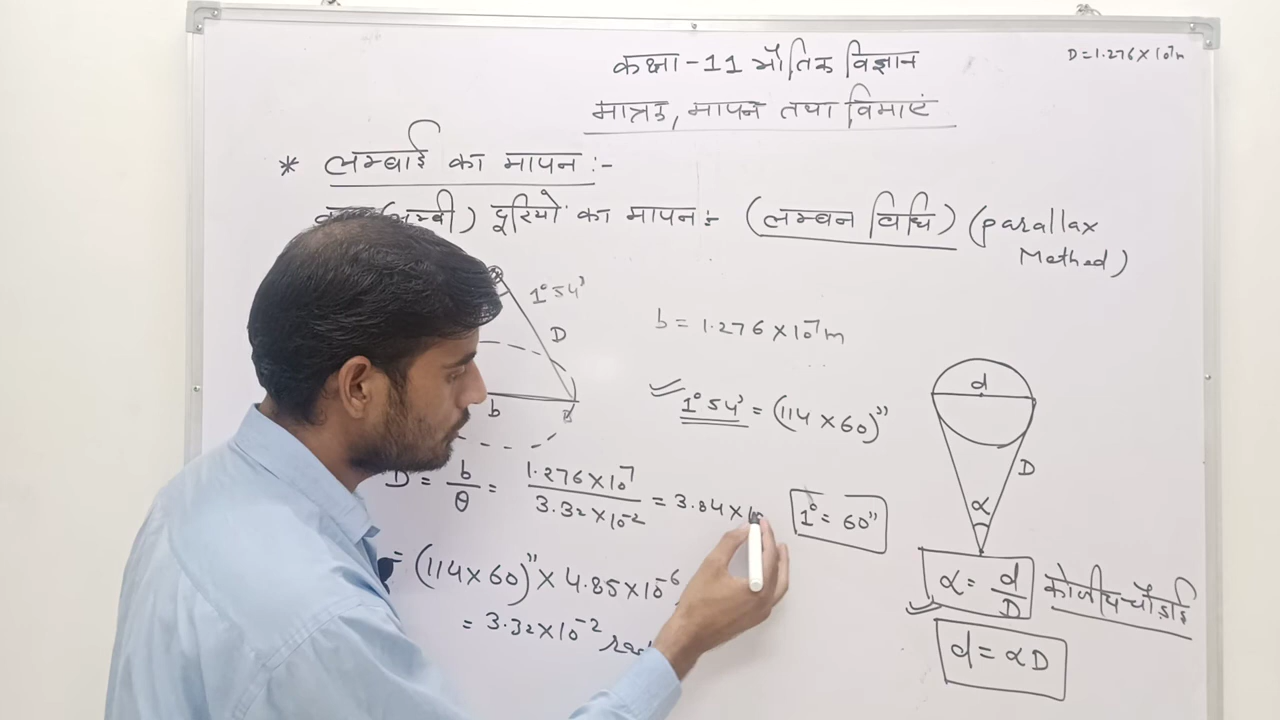 कक्षा-11 भौतिक विज्ञान
D=1.276×10⁷m
मात्रक, मापन तथा विमाएं
* लम्बाई का मापन :-
(लम्बी) दूरियों का मापन:- (लम्बन विधि) (parallax
Method)
1°54'
D
b = 1.276×10⁷m
b
B
1°54' = (114×60)"
d
D
α
D = b/θ = 1.276×10⁷/3.32×10⁻² = 3.84×10
1° = 60"
= (114×60)"×4.85×10⁻⁶
= 3.32×10⁻² rad
α = d/D
कोणीय चौड़ाई
d = αD